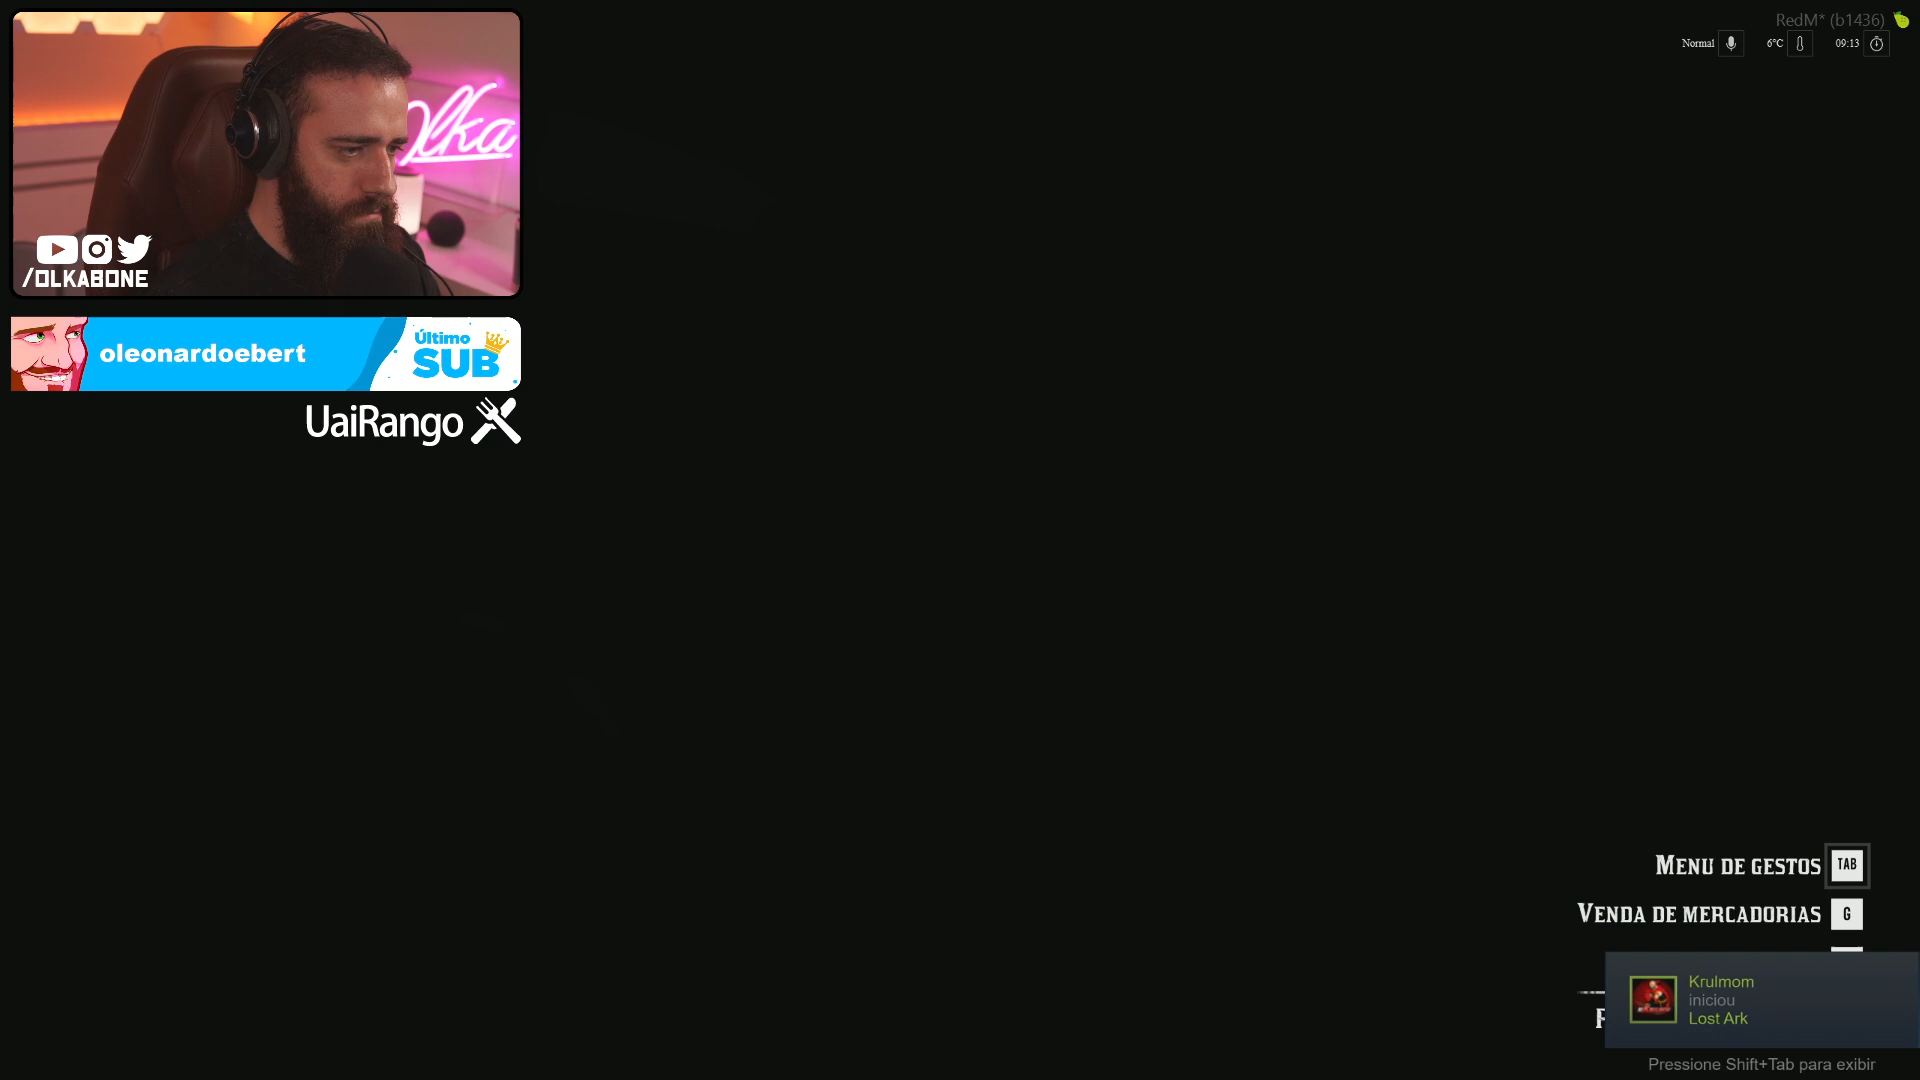 RedM* (b1436)
Normal
6°C
09:13
Olka
/OLKABONE
oleonardoebert
Último
SUB
UaiRango
MENU DE GESTOS
TAB
VENDA DE MERCADORIAS
G
Krulmom
iniciou
Lost Ark
Pressione Shift+Tab para exibir